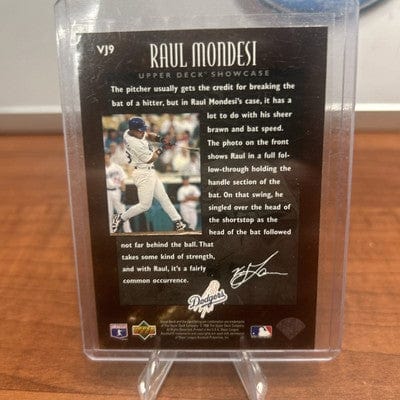 VJ9
RAUL MONDESI
UPPER DECK SHOWCASE
The pitcher usually gets the credit for breaking the
bat of a hitter, but in Raul Mondesi's case, it has a
lot to do with his sheer
brawn and bat speed.
The photo on the front
shows Raul in a full fol-
low-through holding the
handle section of the
bat. On that swing, he
singled over the head of
the shortstop as the
head of the bat followed
not far behind the ball. That
takes some kind of strength,
and with Raul, it's a fairly
common occurrence.
Dodgers